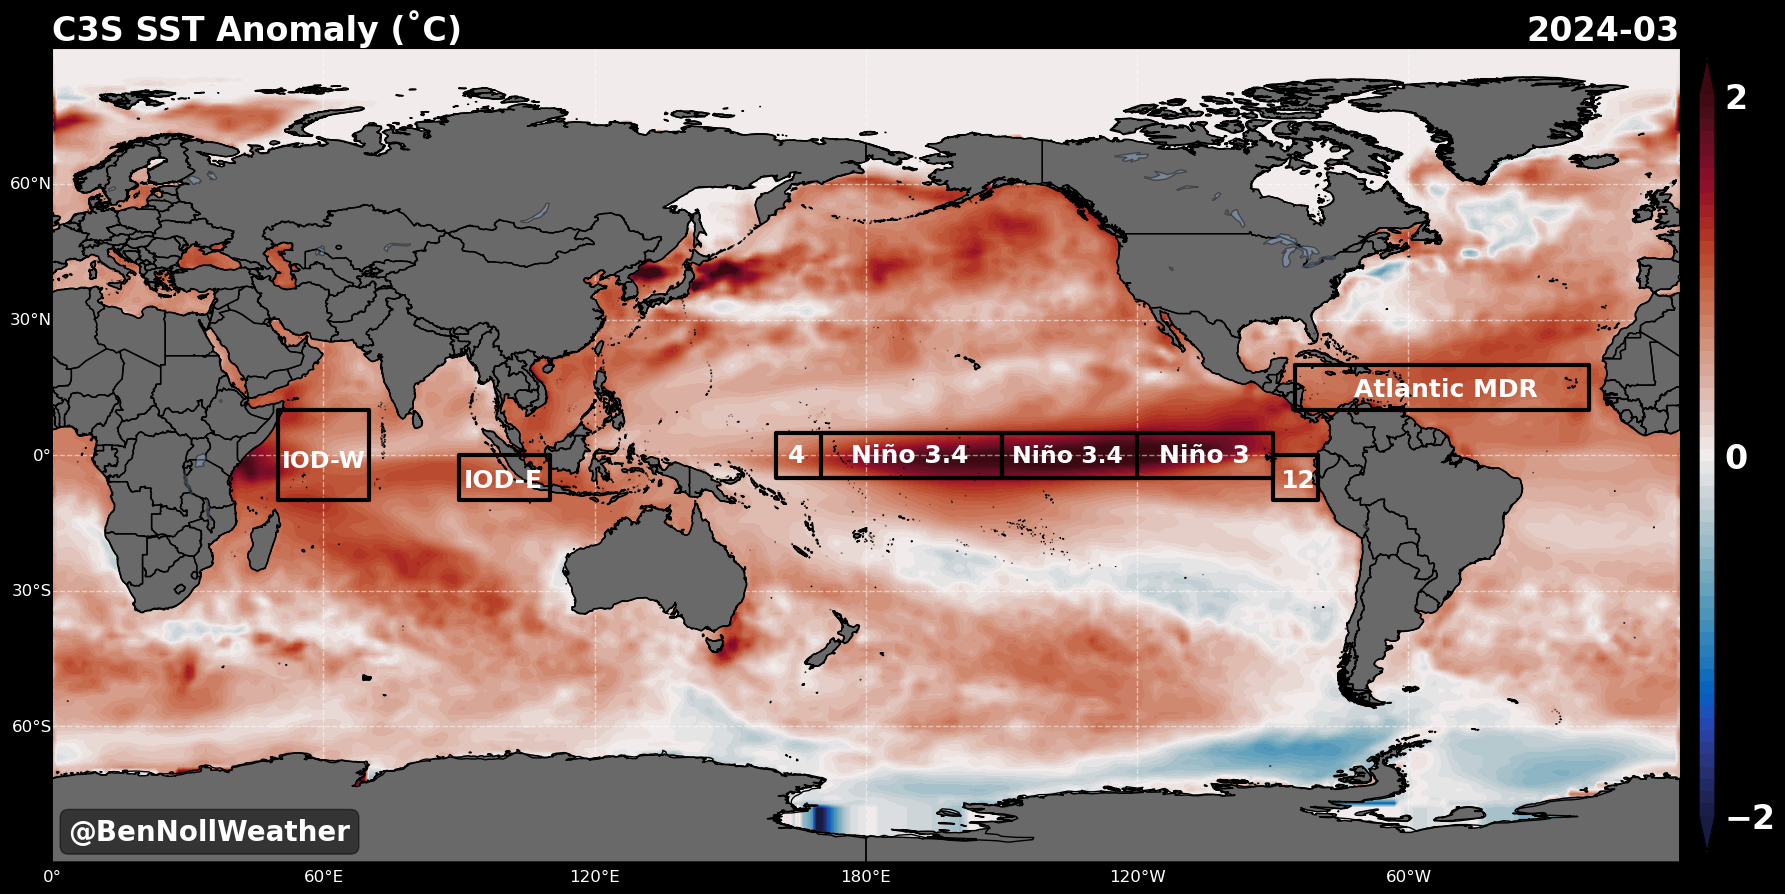 C3S SST Anomaly (˚C)
2024-03
2
60°N
30°N
Atlantic MDR
0°
IOD-W
4
Niño 3.4
Niño 3.4
Niño 3
0
IOD-E
12
30°S
60°S
@BenNollWeather
−2
0°
60°E
120°E
180°E
120°W
60°W